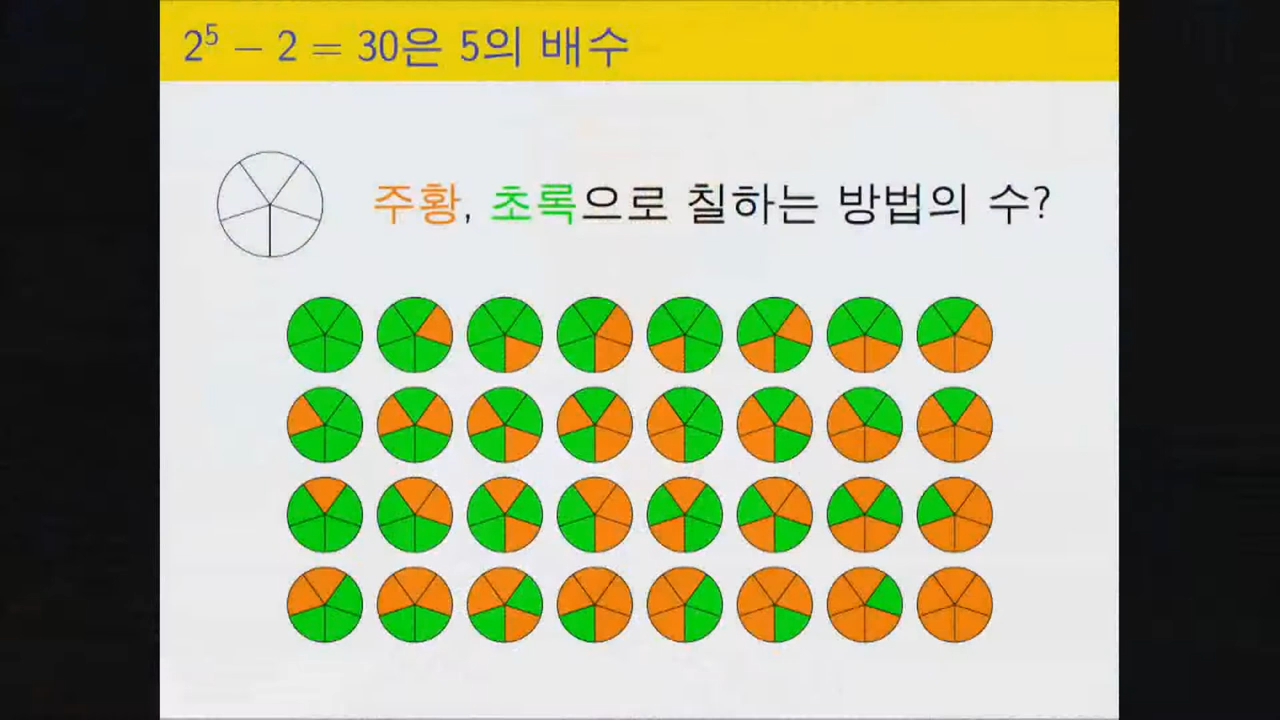 2⁵ − 2 = 30은 5의 배수
주황, 초록으로 칠하는 방법의 수?